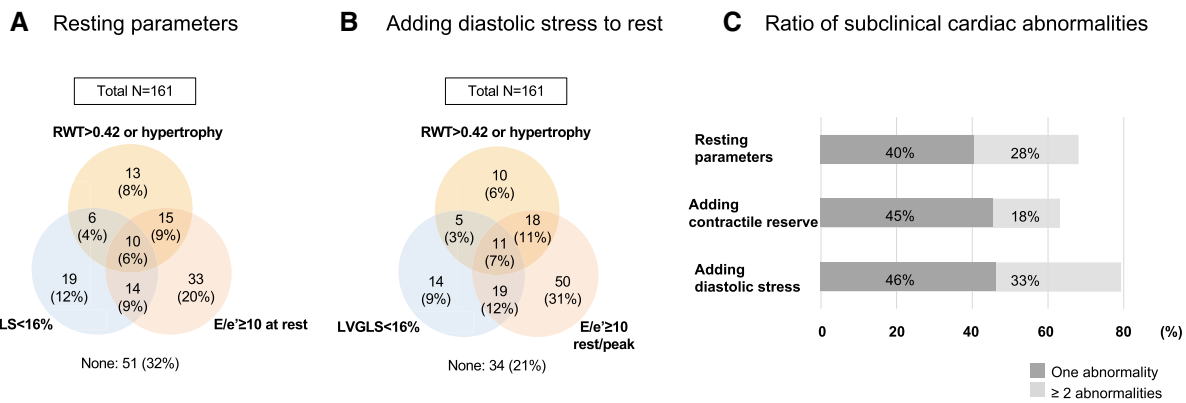 A Resting parameters
Total N=161
RWT>0.42 or hypertrophy
13
(8%)
6
(4%)
15
(9%)
10
(6%)
19
(12%)
14
(9%)
33
(20%)
LS<16%
E/e'≥10 at rest
None: 51 (32%)
B Adding diastolic stress to rest
Total N=161
RWT>0.42 or hypertrophy
10
(6%)
5
(3%)
18
(11%)
11
(7%)
14
(9%)
19
(12%)
50
(31%)
LVGLS<16%
E/e'≥10
rest/peak
None: 34 (21%)
C Ratio of subclinical cardiac abnormalities
Resting
parameters
40% 28%
Adding
contractile reserve
45% 18%
Adding
diastolic stress
46% 33%
0 20 40 60 80 (%)
One abnormality
≥ 2 abnormalities